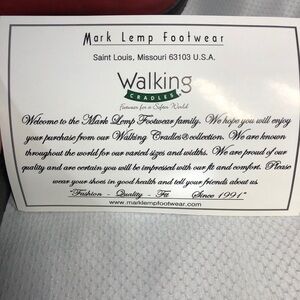 Mark Lemp Footwear
Saint Louis, Missouri 63103 U.S.A.
Walking
CRADLES
Footwear for a Softer World
Welcome to the Mark Lemp Footwear family. We hope you will enjoy
your purchase from our Walking Cradles® collection. We are known
throughout the world for our varied sizes and widths. We are proud of our
quality and are certain you will be impressed with our fit and comfort. Please
wear your shoes in good health and tell your friends about us.
"Fashion - Quality - Fit Since 1991"
www.marklempfootwear.com